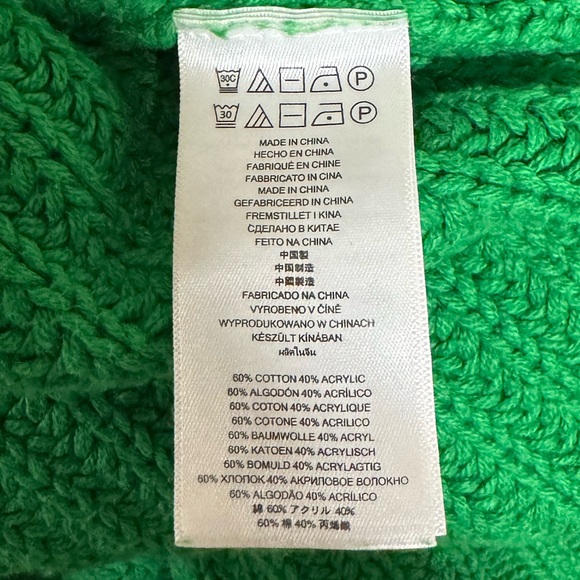 30C P
30 P
MADE IN CHINA
HECHO EN CHINA
FABRIQUÉ EN CHINE
FABBRICATO IN CINA
MADE IN CHINA
GEFABRICEERD IN CHINA
FREMSTILLET I KINA
СДЕЛАНО В КИТАЕ
FEITO NA CHINA
中国製
中国制造
中國製造
FABRICADO NA CHINA
VYROBENO V ČÍNĚ
WYPRODUKOWANO W CHINACH
KÉSZÜLT KÍNÁBAN
ผลิตในจีน
60% COTTON 40% ACRYLIC
60% ALGODÓN 40% ACRÍLICO
60% COTON 40% ACRYLIQUE
60% COTONE 40% ACRILICO
60% BAUMWOLLE 40% ACRYL
60% KATOEN 40% ACRYLISCH
60% BOMULD 40% ACRYLAGTIG
60% ХЛОПОК 40% АКРИЛОВОЕ ВОЛОКНО
60% ALGODÃO 40% ACRÍLICO
綿 60% アクリル 40%
60% 棉 40% 丙烯酸